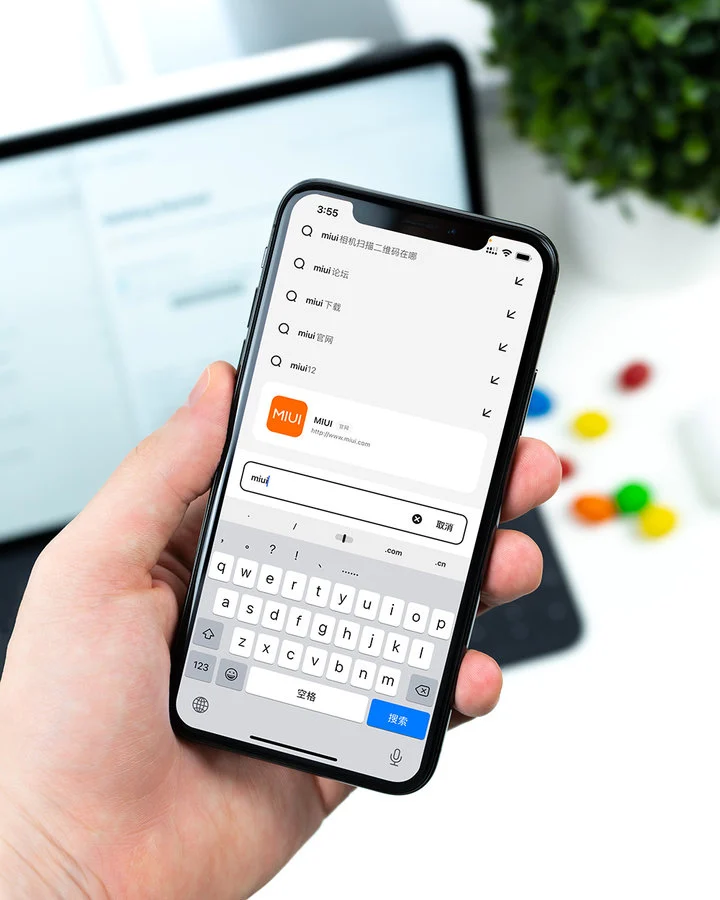 3:55
miui相机扫描二维码在哪
miui论坛
miui下载
miui官网
miui12
MIUI
MIUI 官网
http://www.miui.com
miui
取消
. / .com .cn
, 。 ? ! 、 ……
q w e r t y u i o p
a s d f g h j k l
z x c v b n m
123 空格 搜索